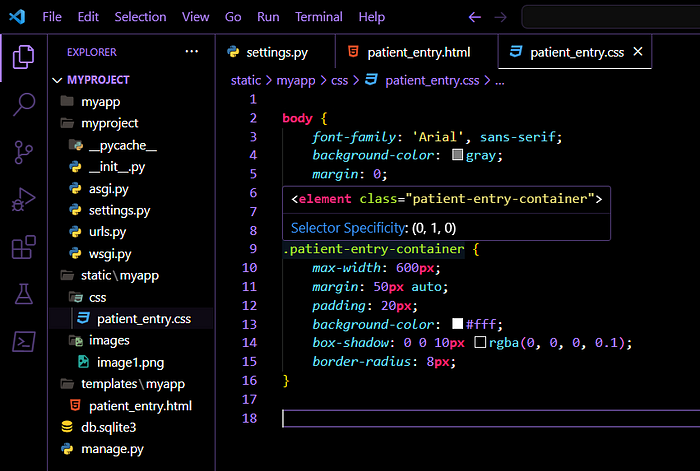 File Edit Selection View Go Run Terminal Help
EXPLORER ...
settings.py patient_entry.html patient_entry.css
static > myapp > css > patient_entry.css > ...
MYPROJECT
myapp
myproject
__pycache__
__init__.py
asgi.py
settings.py
urls.py
wsgi.py
static\myapp
css
patient_entry.css
images
image1.png
templates\myapp
patient_entry.html
db.sqlite3
manage.py
1
2 body {
3 font-family: 'Arial', sans-serif;
4 background-color: gray;
5 margin: 0;
6
<element class="patient-entry-container">
7
8
Selector Specificity: (0, 1, 0)
9 .patient-entry-container {
10 max-width: 600px;
11 margin: 50px auto;
12 padding: 20px;
13 background-color: #fff;
14 box-shadow: 0 0 10px rgba(0, 0, 0, 0.1);
15 border-radius: 8px;
16 }
17
18